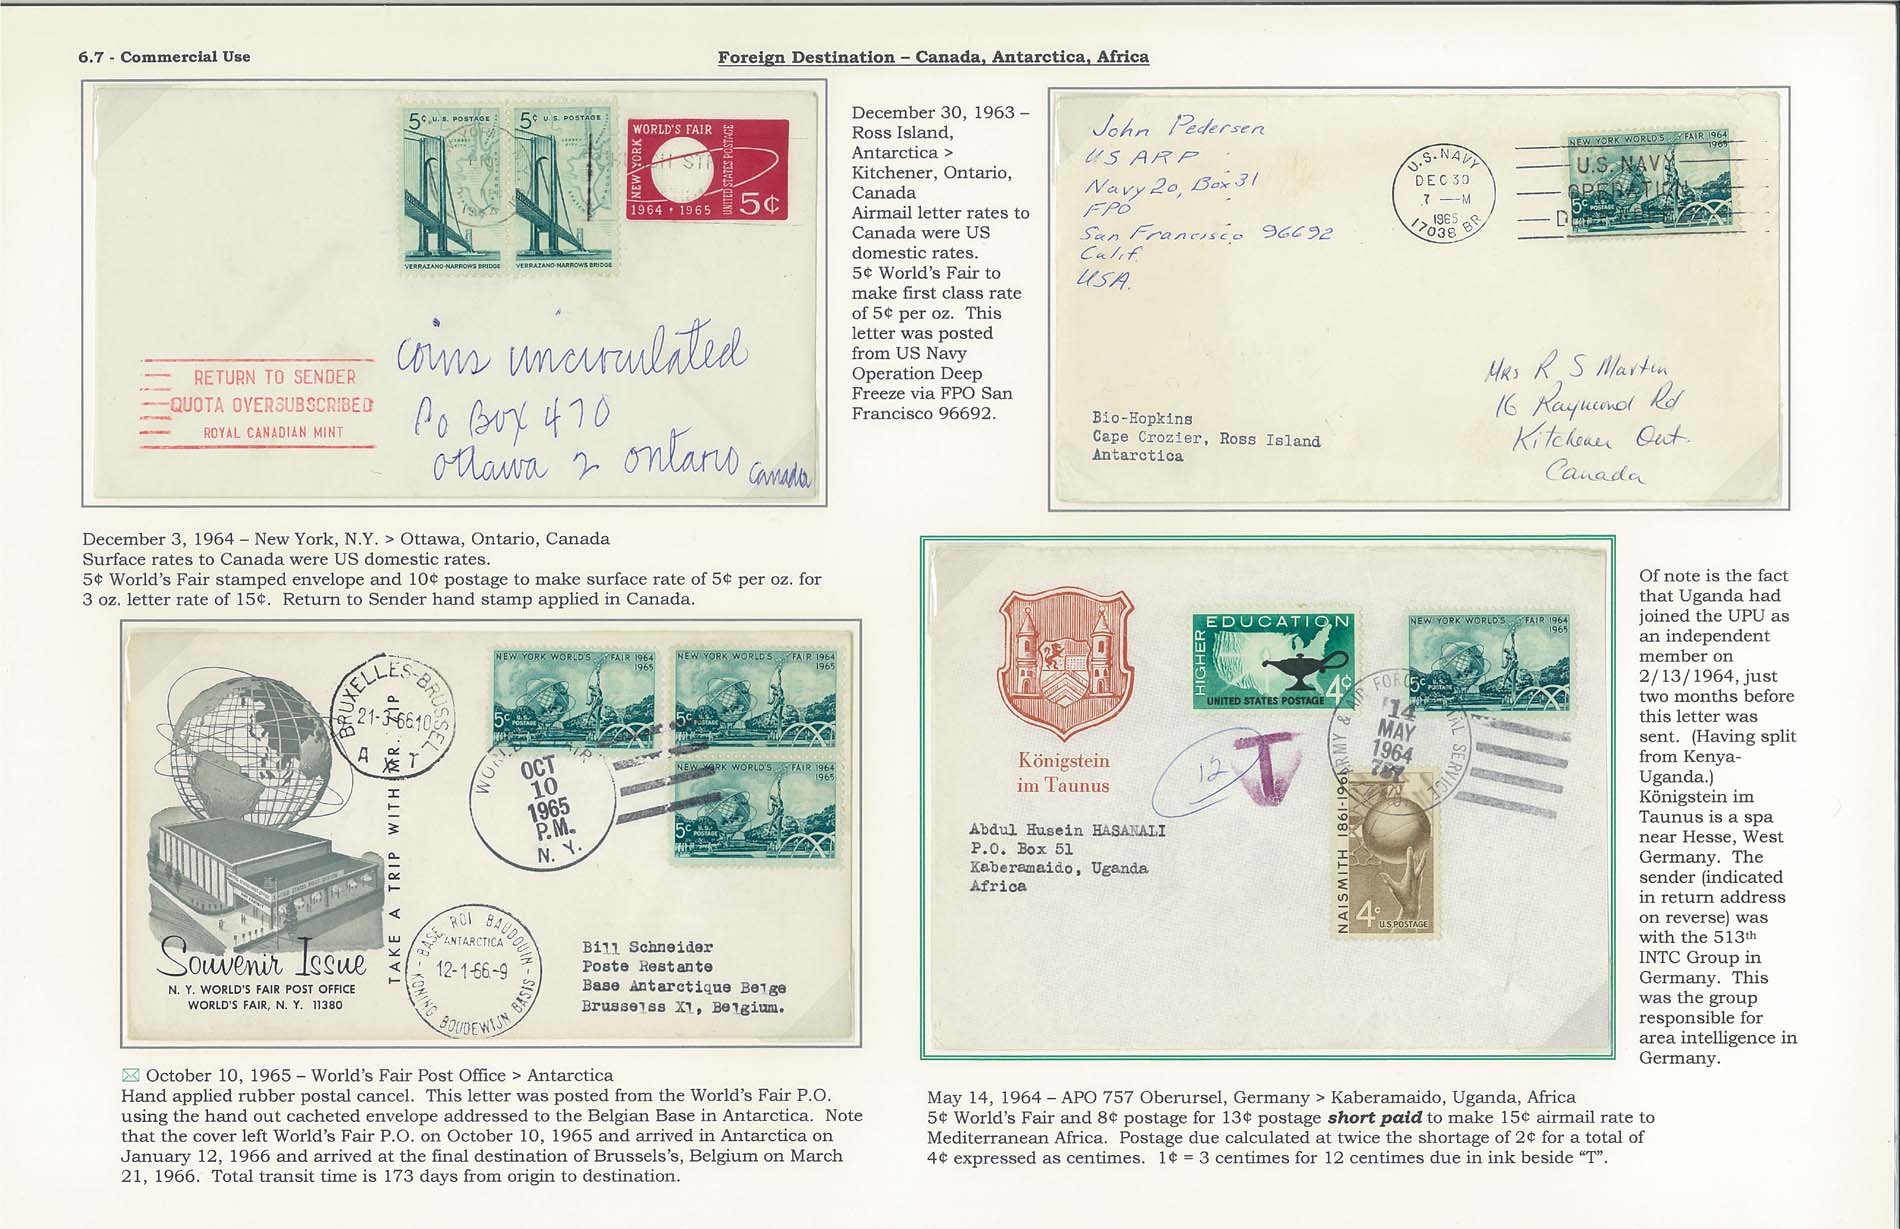 6.7 - Commercial Use
Foreign Destination – Canada, Antarctica, Africa
5¢ U.S. POSTAGE
VERRAZANO-NARROWS BRIDGE
5¢ U.S. POSTAGE
VERRAZANO-NARROWS BRIDGE
WORLD'S FAIR
NEW YORK
UNITED STATES POSTAGE
1964 • 1965 5¢
RETURN TO SENDER
QUOTA OVERSUBSCRIBED
ROYAL CANADIAN MINT
Coins uncirculated
Po Box 470
Ottawa 2 Ontario Canada
December 30, 1963 –
Ross Island,
Antarctica >
Kitchener, Ontario,
Canada
Airmail letter rates to
Canada were US
domestic rates.
5¢ World's Fair to
make first class rate
of 5¢ per oz. This
letter was posted
from US Navy
Operation Deep
Freeze via FPO San
Francisco 96692.
John Pedersen
US ARP
Navy 20, Box 31
FPO
San Francisco 96692
Calif
USA.
U.S. NAVY
DEC 30
7 — M
1965
17038 BR.
NEW YORK WORLD'S FAIR 1964
1965
U.S. NAVY
OPERATION
5¢ U.S. POSTAGE
Bio-Hopkins
Cape Crozier, Ross Island
Antarctica
Mrs R S Martin
16 Raymond Rd
Kitchener Ont.
Canada
December 3, 1964 – New York, N.Y. > Ottawa, Ontario, Canada
Surface rates to Canada were US domestic rates.
5¢ World's Fair stamped envelope and 10¢ postage to make surface rate of 5¢ per oz. for
3 oz. letter rate of 15¢. Return to Sender hand stamp applied in Canada.
BRUXELLES-BRUSSEL
21-3-66.10
A X T
TAKE A TRIP WITH MR. ZIP
NEW YORK WORLD'S FAIR 1964
1965
5¢ U.S. POSTAGE
NEW YORK WORLD'S FAIR 1964
1965
5¢ U.S. POSTAGE
NEW YORK WORLD'S FAIR 1964
1965
5¢ U.S. POSTAGE
WORLD'S FAIR
OCT
10
1965
P.M.
N. Y.
Souvenir Issue
N. Y. WORLD'S FAIR POST OFFICE
WORLD'S FAIR, N. Y. 11380
BASE ROI BAUDOUIN
ANTARCTICA
12-1-66.-9
KONING BOUDEWIJN BASIS
Bill Schneider
Poste Restante
Base Antarctique Belge
Brusselss X1, Belgium.
October 10, 1965 – World's Fair Post Office > Antarctica
Hand applied rubber postal cancel. This letter was posted from the World's Fair P.O.
using the hand out cacheted envelope addressed to the Belgian Base in Antarctica. Note
that the cover left World's Fair P.O. on October 10, 1965 and arrived in Antarctica on
January 12, 1966 and arrived at the final destination of Brussels's, Belgium on March
21, 1966. Total transit time is 173 days from origin to destination.
Königstein
im Taunus
HIGHER EDUCATION
UNITED STATES POSTAGE 4¢
NEW YORK WORLD'S FAIR 1964
1965
5¢ U.S. POSTAGE
14
MAY
1964
757
12
T
NAISMITH 1861-1961
4¢ U.S. POSTAGE
Abdul Husein HASANALI
P.O. Box 51
Kaberamaido, Uganda
Africa
Of note is the fact
that Uganda had
joined the UPU as
an independent
member on
2/13/1964, just
two months before
this letter was
sent. (Having split
from Kenya-
Uganda.)
Königstein im
Taunus is a spa
near Hesse, West
Germany. The
sender (indicated
in return address
on reverse) was
with the 513th
INTC Group in
Germany. This
was the group
responsible for
area intelligence in
Germany.
May 14, 1964 – APO 757 Oberursel, Germany > Kaberamaido, Uganda, Africa
5¢ World's Fair and 8¢ postage for 13¢ postage short paid to make 15¢ airmail rate to
Mediterranean Africa. Postage due calculated at twice the shortage of 2¢ for a total of
4¢ expressed as centimes. 1¢ = 3 centimes for 12 centimes due in ink beside "T".